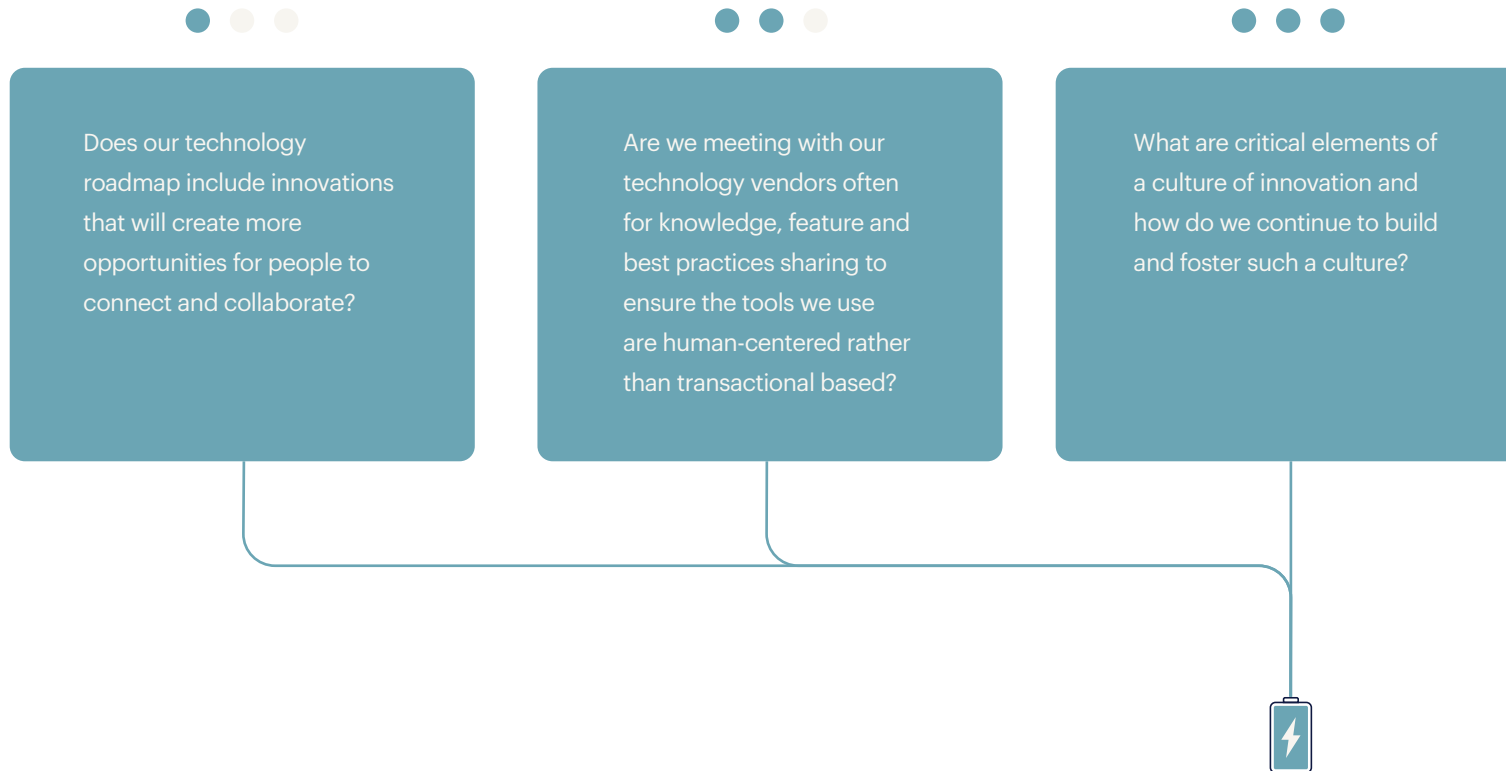 Does our technology
roadmap include innovations
that will create more
opportunities for people to
connect and collaborate?
Are we meeting with our
technology vendors often
for knowledge, feature and
best practices sharing to
ensure the tools we use
are human-centered rather
than transactional based?
What are critical elements of
a culture of innovation and
how do we continue to build
and foster such a culture?